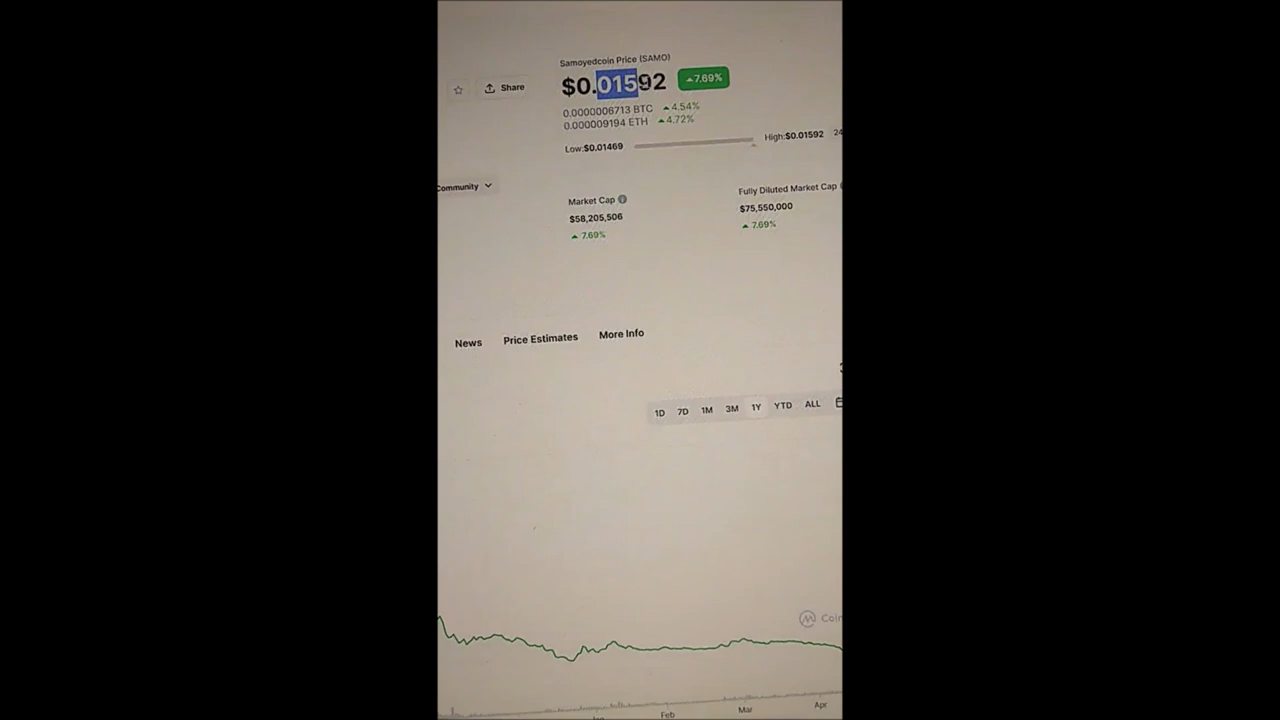 Samoyedcoin Price (SAMO)
$0.01592 7.69%
Share
0.0000006713 BTC 4.54%
0.000009194 ETH 4.72%
Low:$0.01469 High:$0.01592 24
Community
Market Cap
$58,205,506
7.69%
Fully Diluted Market Cap
$75,550,000
7.69%
News Price Estimates More Info
1D 7D 1M 3M 1Y YTD ALL
Coin
Feb Mar Apr